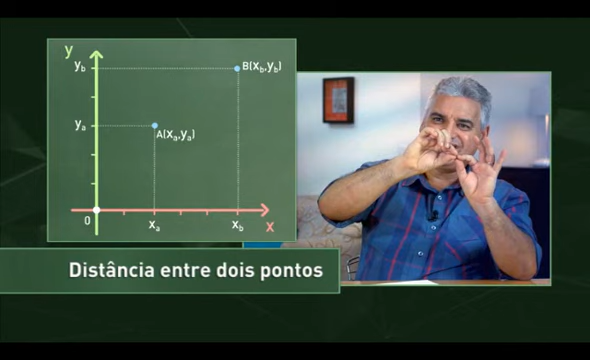 y
y_b
B(x_b,y_b)
y_a
A(x_a,y_a)
0
x_a
x_b
x
Distância entre dois pontos